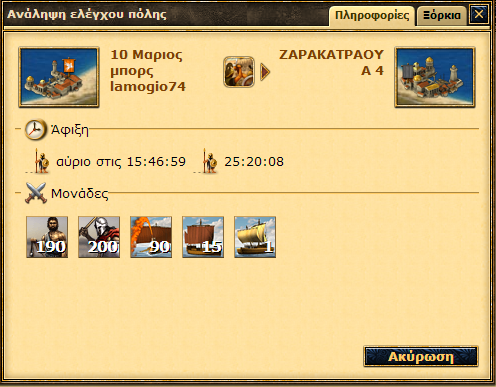 Ανάληψη ελέγχου πόλης
Πληροφορίες
Ξόρκια
10 Μαριος
μπορς
lamogio74
ΖΑΡΑΚΑΤΡΑΟΥ
Α 4
Άφιξη
αύριο στις 15:46:59
25:20:08
Μονάδες
190
200
90
15
1
Ακύρωση